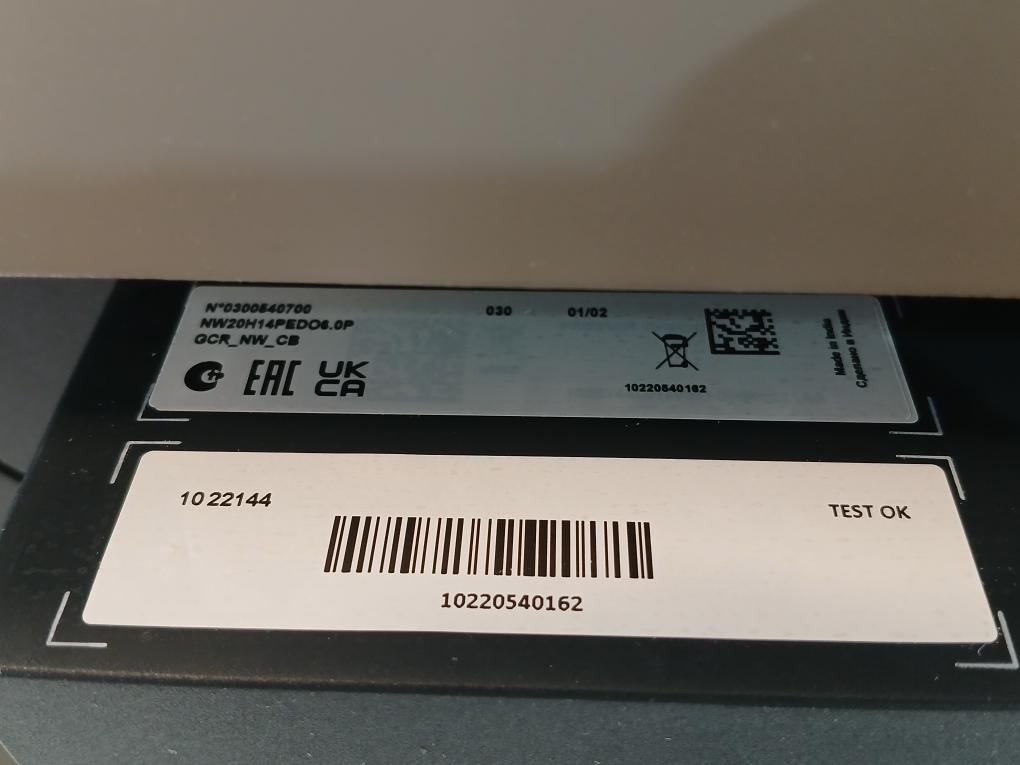 N°0300540700 030 01/02
NW20H14PEDO6.0P
GCR_NW_CB
EAC UK
CA
10220540162
Made in India
Сделано в Индии
10 22144 TEST OK
10220540162